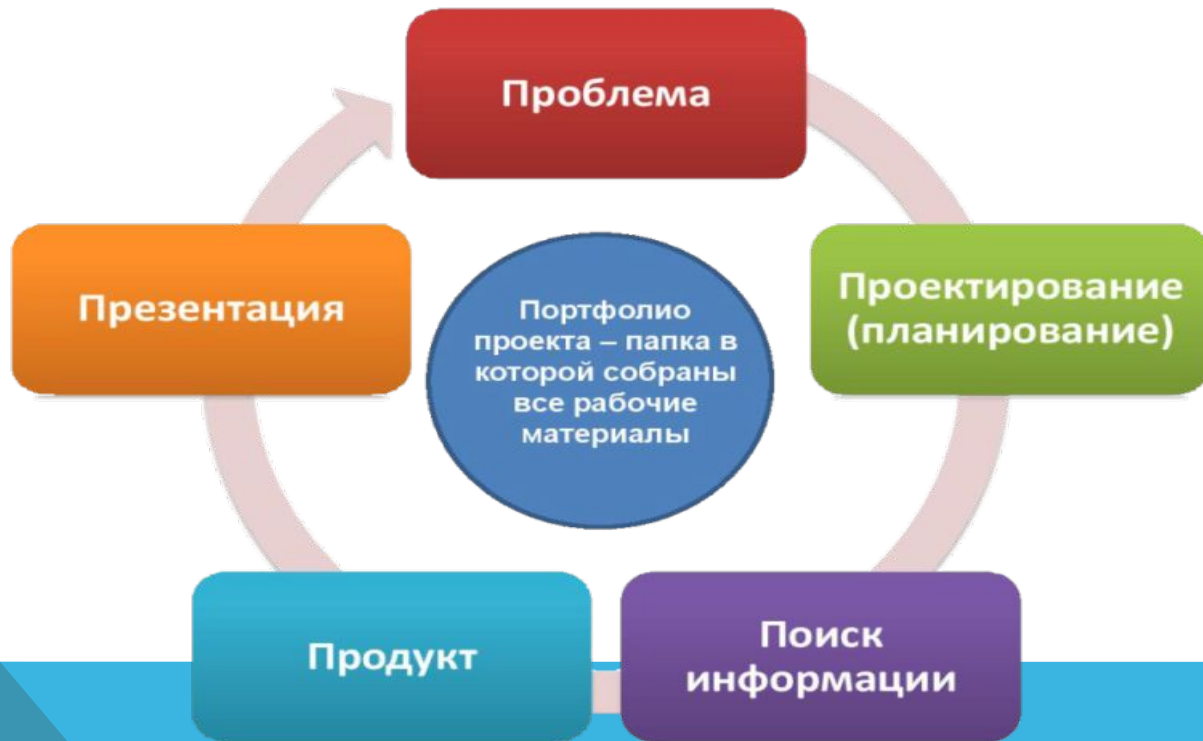 Проблема
Проектирование
(планирование)
Поиск
информации
Продукт
Презентация
Портфолио
проекта – папка в
которой собраны
все рабочие
материалы